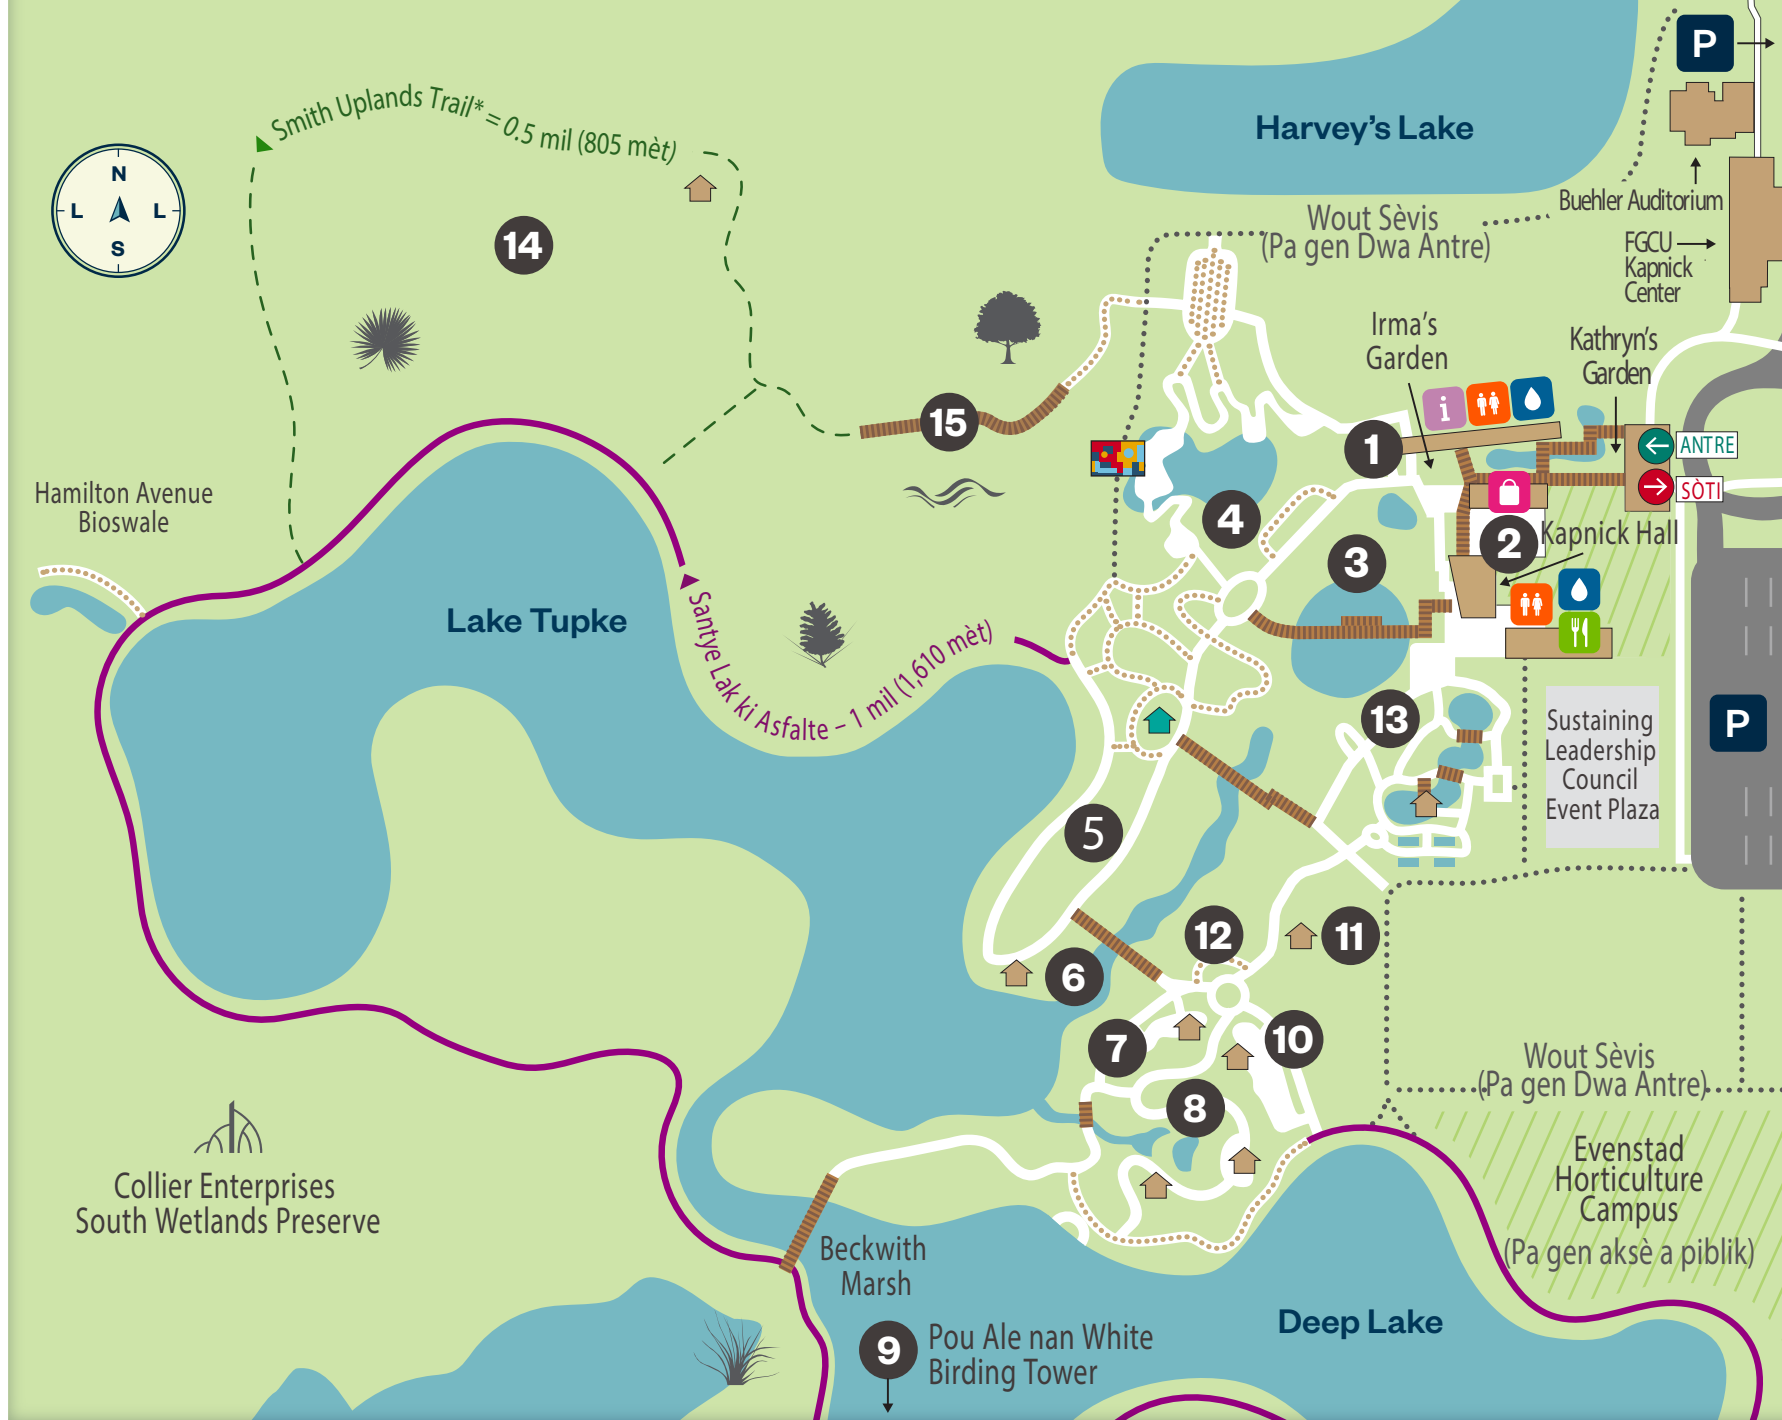 P
Harvey's Lake
Smith Uplands Trail* = 0.5 mil (805 mèt)
N
L
L
S
14
Buehler Auditorium
Wout Sèvis
(Pa gen Dwa Antre)
FGCU
Kapnick
Center
Irma's
Garden
Kathryn's
Garden
i
15
1
ANTRE
SÒTI
Hamilton Avenue
Bioswale
4
2
Kapnick Hall
3
Lake Tupke
Santye Lak ki Asfalte – 1 mil (1,610 mèt)
13
Sustaining
Leadership
Council
Event Plaza
P
5
12
11
6
7
10
8
Wout Sèvis
(Pa gen Dwa Antre)
Evenstad
Horticulture
Campus
(Pa gen aksè a piblik)
Collier Enterprises
South Wetlands Preserve
Beckwith
Marsh
Deep Lake
9
Pou Ale nan White
Birding Tower